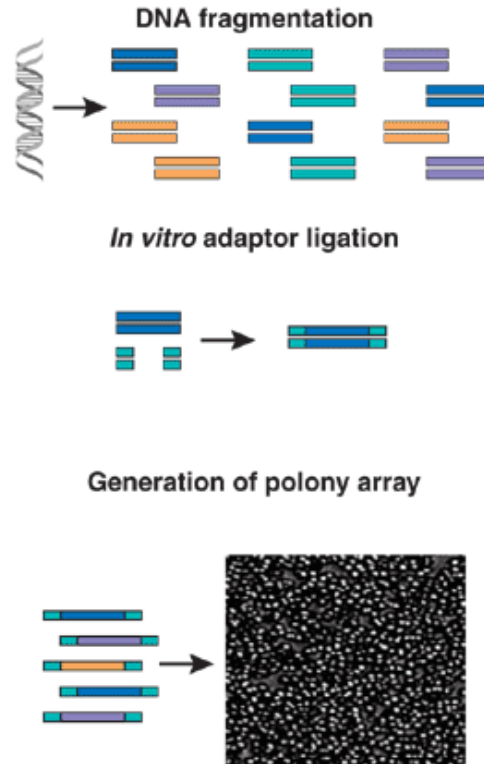 DNA fragmentation
In vitro adaptor ligation
Generation of polony array